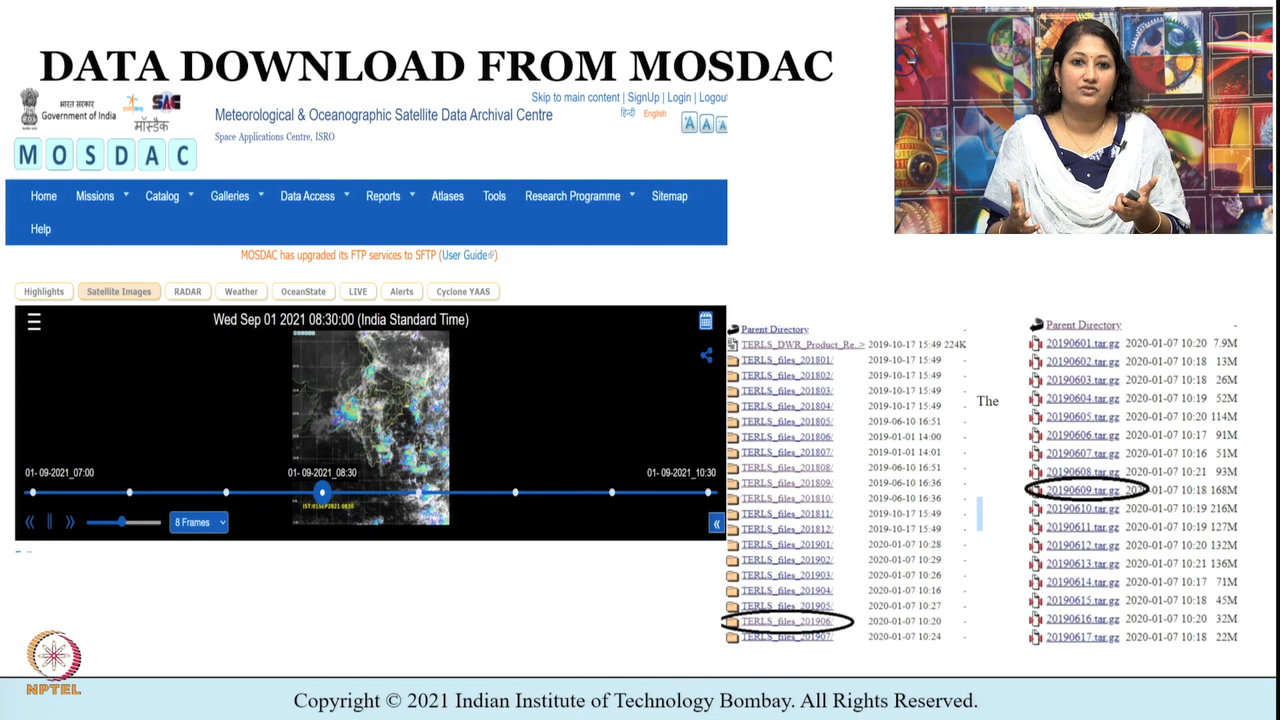 DATA DOWNLOAD FROM MOSDAC
भारत सरकार
Government of India
SAC
मॉस्डैक
MOSDAC
Meteorological & Oceanographic Satellite Data Archival Centre
Space Applications Centre, ISRO
Skip to main content | SignUp | Login | Logout
हिन्दी English
A A A
Home Missions Catalog Galleries Data Access Reports Atlases Tools Research Programme Sitemap
Help
MOSDAC has upgraded its FTP services to SFTP (User Guide)
Highlights Satellite Images RADAR Weather OceanState LIVE Alerts Cyclone YAAS
Wed Sep 01 2021 08:30:00 (India Standard Time)
01- 09-2021_07:00 01- 09-2021_08:30 01- 09-2021_10:30
IST:01SEP2021 0830
8 Frames
Parent Directory -
TERLS_DWR_Product_Re..> 2019-10-17 15:49 224K
TERLS_files_201801/ 2019-10-17 15:49 -
TERLS_files_201802/ 2019-10-17 15:49 -
TERLS_files_201803/ 2019-10-17 15:49 -
TERLS_files_201804/ 2019-10-17 15:49 -
TERLS_files_201805/ 2019-06-10 16:51 -
TERLS_files_201806/ 2019-01-01 14:00 -
TERLS_files_201807/ 2019-01-01 14:01 -
TERLS_files_201808/ 2019-06-10 16:51 -
TERLS_files_201809/ 2019-06-10 16:36 -
TERLS_files_201810/ 2019-06-10 16:36 -
TERLS_files_201811/ 2019-10-17 15:49 -
TERLS_files_201812/ 2019-10-17 15:49 -
TERLS_files_201901/ 2020-01-07 10:28 -
TERLS_files_201902/ 2020-01-07 10:29 -
TERLS_files_201903/ 2020-01-07 10:26 -
TERLS_files_201904/ 2020-01-07 10:16 -
TERLS_files_201905/ 2020-01-07 10:27 -
TERLS_files_201906/ 2020-01-07 10:20 -
TERLS_files_201907/ 2020-01-07 10:24 -
The
Parent Directory -
20190601.tar.gz 2020-01-07 10:20 7.9M
20190602.tar.gz 2020-01-07 10:18 13M
20190603.tar.gz 2020-01-07 10:18 26M
20190604.tar.gz 2020-01-07 10:19 52M
20190605.tar.gz 2020-01-07 10:20 114M
20190606.tar.gz 2020-01-07 10:17 91M
20190607.tar.gz 2020-01-07 10:16 51M
20190608.tar.gz 2020-01-07 10:21 93M
20190609.tar.gz 2020-01-07 10:18 168M
20190610.tar.gz 2020-01-07 10:19 216M
20190611.tar.gz 2020-01-07 10:19 127M
20190612.tar.gz 2020-01-07 10:20 132M
20190613.tar.gz 2020-01-07 10:21 136M
20190614.tar.gz 2020-01-07 10:17 71M
20190615.tar.gz 2020-01-07 10:18 45M
20190616.tar.gz 2020-01-07 10:20 32M
20190617.tar.gz 2020-01-07 10:18 22M
NPTEL
Copyright © 2021 Indian Institute of Technology Bombay. All Rights Reserved.